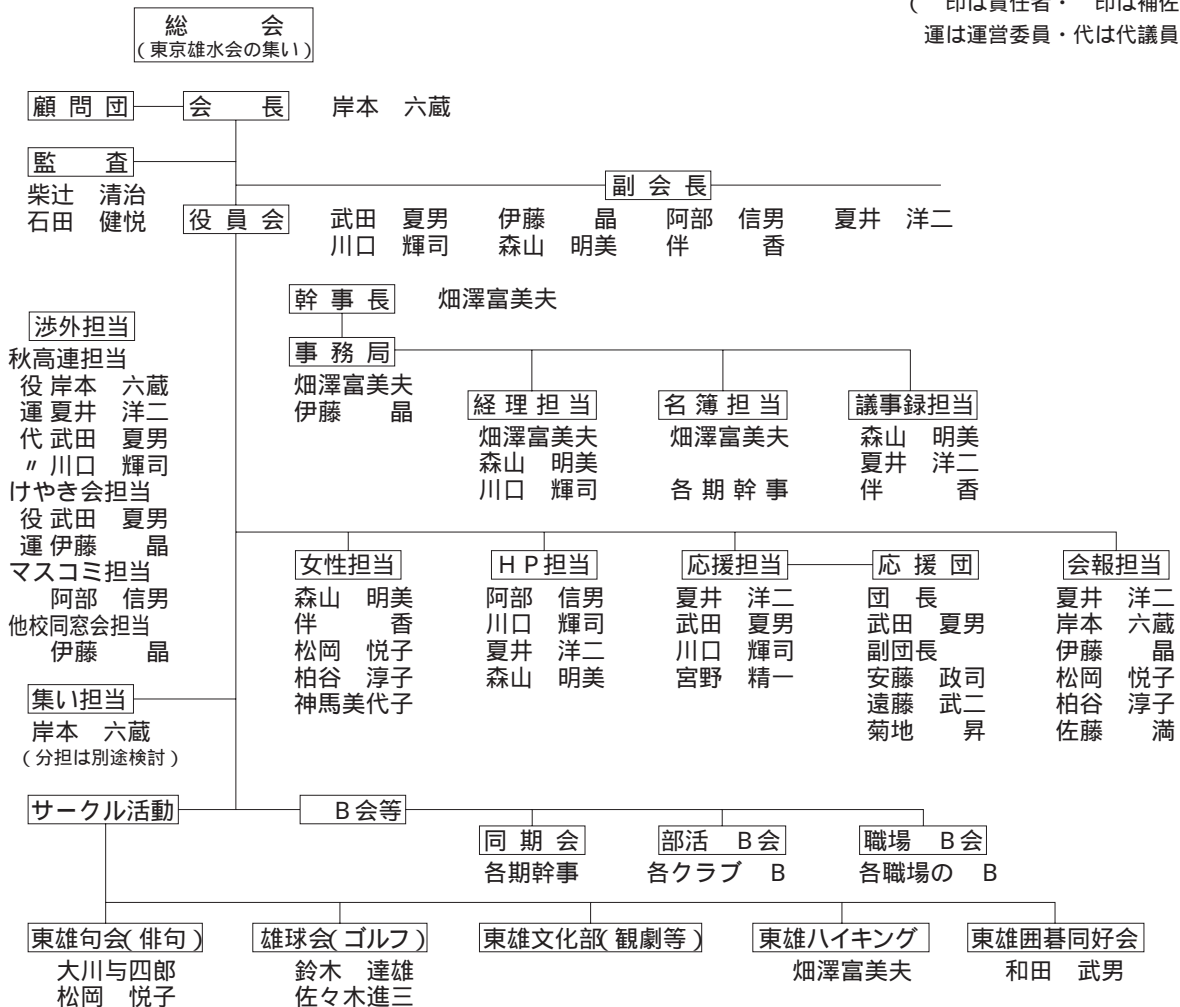 ( 印は責任者・ 印は補佐
運は運営委員・代は代議員
総 会
(東京雄水会の集い)
顧問団 会 長 岸本 六蔵
監 査
柴辻 清治
石田 健悦
副会長
役員会 武田 夏男 伊藤 晶 阿部 信男 夏井 洋二
川口 輝司 森山 明美 伴 香
幹事長 畑澤富美夫
渉外担当
秋高連担当
役 岸本 六蔵
運 夏井 洋二
代 武田 夏男
〃 川口 輝司
けやき会担当
役 武田 夏男
運 伊藤 晶
マスコミ担当
阿部 信男
他校同窓会担当
伊藤 晶
事務局
畑澤富美夫
伊藤 晶
経理担当
畑澤富美夫
森山 明美
川口 輝司
名簿担当
畑澤富美夫
各期幹事
議事録担当
森山 明美
夏井 洋二
伴 香
女性担当
森山 明美
伴 香
松岡 悦子
柏谷 淳子
神馬美代子
HP担当
阿部 信男
川口 輝司
夏井 洋二
森山 明美
応援担当
夏井 洋二
武田 夏男
川口 輝司
宮野 精一
応援団
団 長
武田 夏男
副団長
安藤 政司
遠藤 武二
菊地 昇
会報担当
夏井 洋二
岸本 六蔵
伊藤 晶
松岡 悦子
柏谷 淳子
佐藤 満
集い担当
岸本 六蔵
(分担は別途検討)
サークル活動 B会等
同期会
各期幹事
部活 B会
各クラブ B
職場 B会
各職場の B
東雄句会(俳句)
大川与四郎
松岡 悦子
雄球会(ゴルフ)
鈴木 達雄
佐々木進三
東雄文化部(観劇等)
東雄ハイキング
畑澤富美夫
東雄囲碁同好会
和田 武男